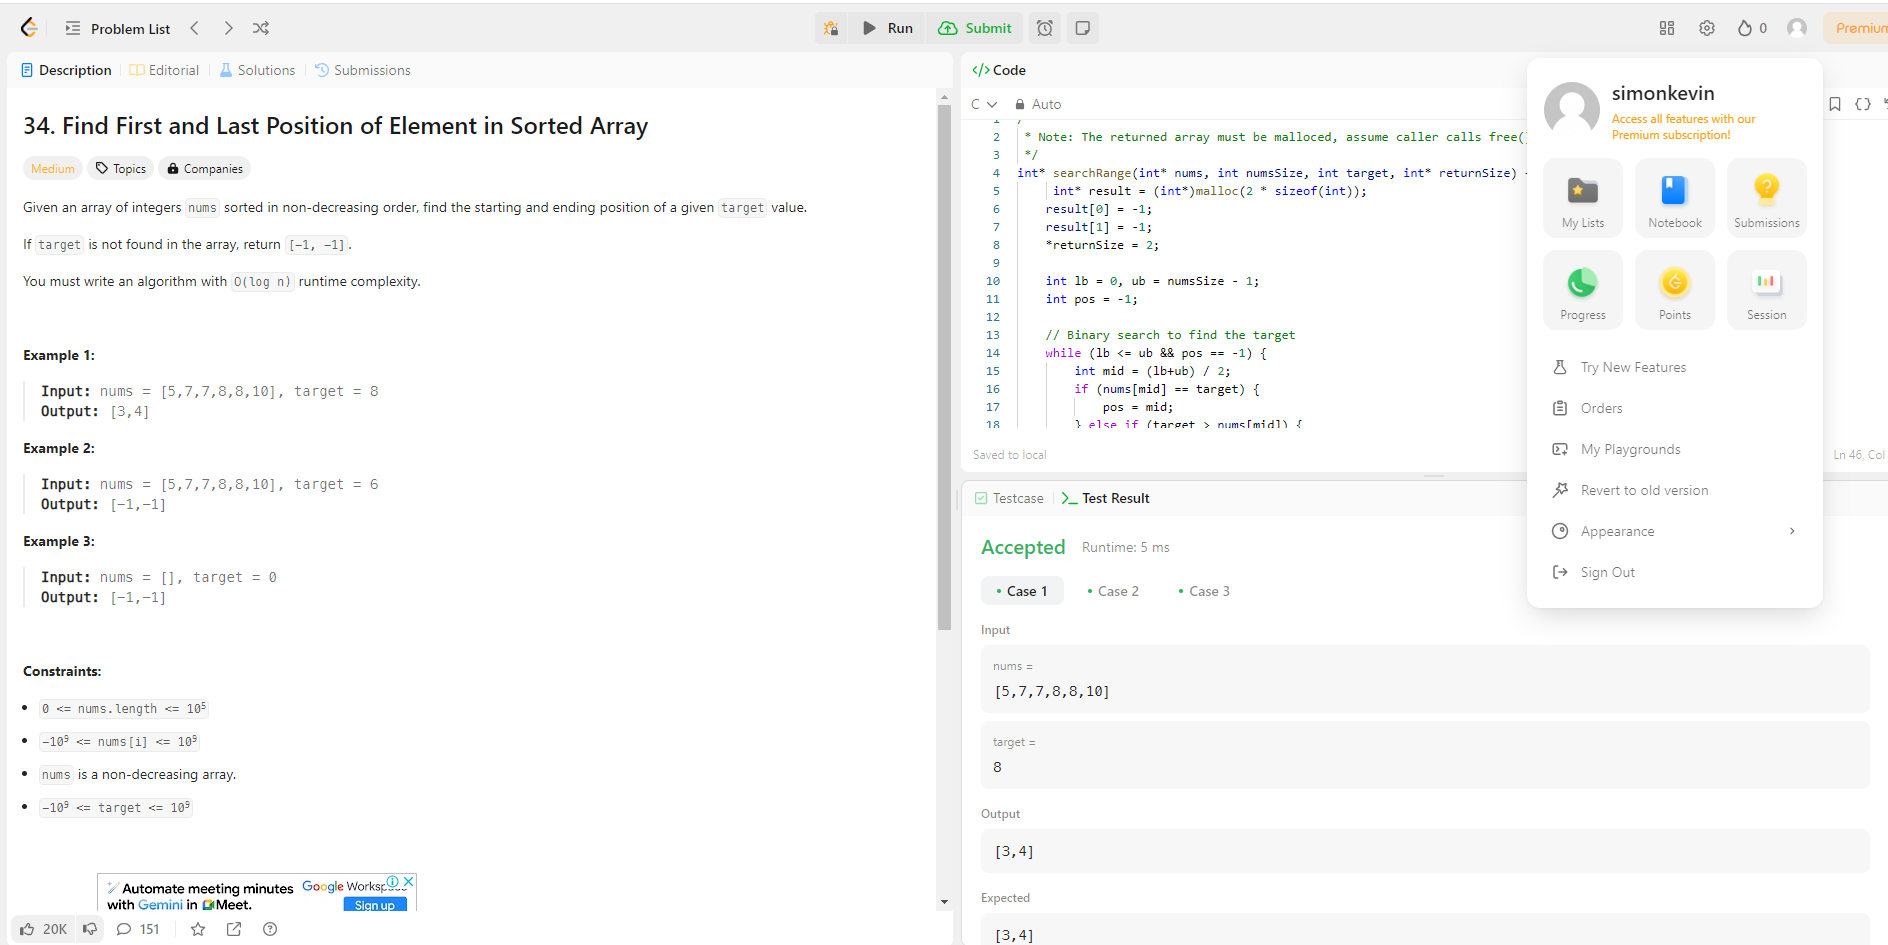 Problem List
Run
Submit
0
Premium
Description
Editorial
Solutions
Submissions
34. Find First and Last Position of Element in Sorted Array
Medium
Topics
Companies
Given an array of integers nums sorted in non-decreasing order, find the starting and ending position of a given target value.
If target is not found in the array, return [-1, -1].
You must write an algorithm with O(log n) runtime complexity.
Example 1:
Input: nums = [5,7,7,8,8,10], target = 8
Output: [3,4]
Example 2:
Input: nums = [5,7,7,8,8,10], target = 6
Output: [-1,-1]
Example 3:
Input: nums = [], target = 0
Output: [-1,-1]
Constraints:
0 <= nums.length <= 10⁵
-10⁹ <= nums[i] <= 10⁹
nums is a non-decreasing array.
-10⁹ <= target <= 10⁹
Automate meeting minutes
with Gemini in Meet.
Google
Sign up
20K
151
</> Code
C
Auto
1 /
2 * Note: The returned array must be malloced, assume caller calls free(
3 */
4 int* searchRange(int* nums, int numsSize, int target, int* returnSize)
5 int* result = (int*)malloc(2 * sizeof(int));
6 result[0] = -1;
7 result[1] = -1;
8 *returnSize = 2;
9
10 int lb = 0, ub = numsSize - 1;
11 int pos = -1;
12
13 // Binary search to find the target
14 while (lb <= ub && pos == -1) {
15 int mid = (lb+ub) / 2;
16 if (nums[mid] == target) {
17 pos = mid;
18 } else if (target > nums[mid]) {
Saved to local
Ln 46, Col
Testcase
Test Result
Accepted
Runtime: 5 ms
Case 1
Case 2
Case 3
Input
nums =
[5,7,7,8,8,10]
target =
8
Output
[3,4]
Expected
[3,4]
simonkevin
Access all features with our
Premium subscription!
My Lists
Notebook
Submissions
Progress
Points
Session
Try New Features
Orders
My Playgrounds
Revert to old version
Appearance
Sign Out